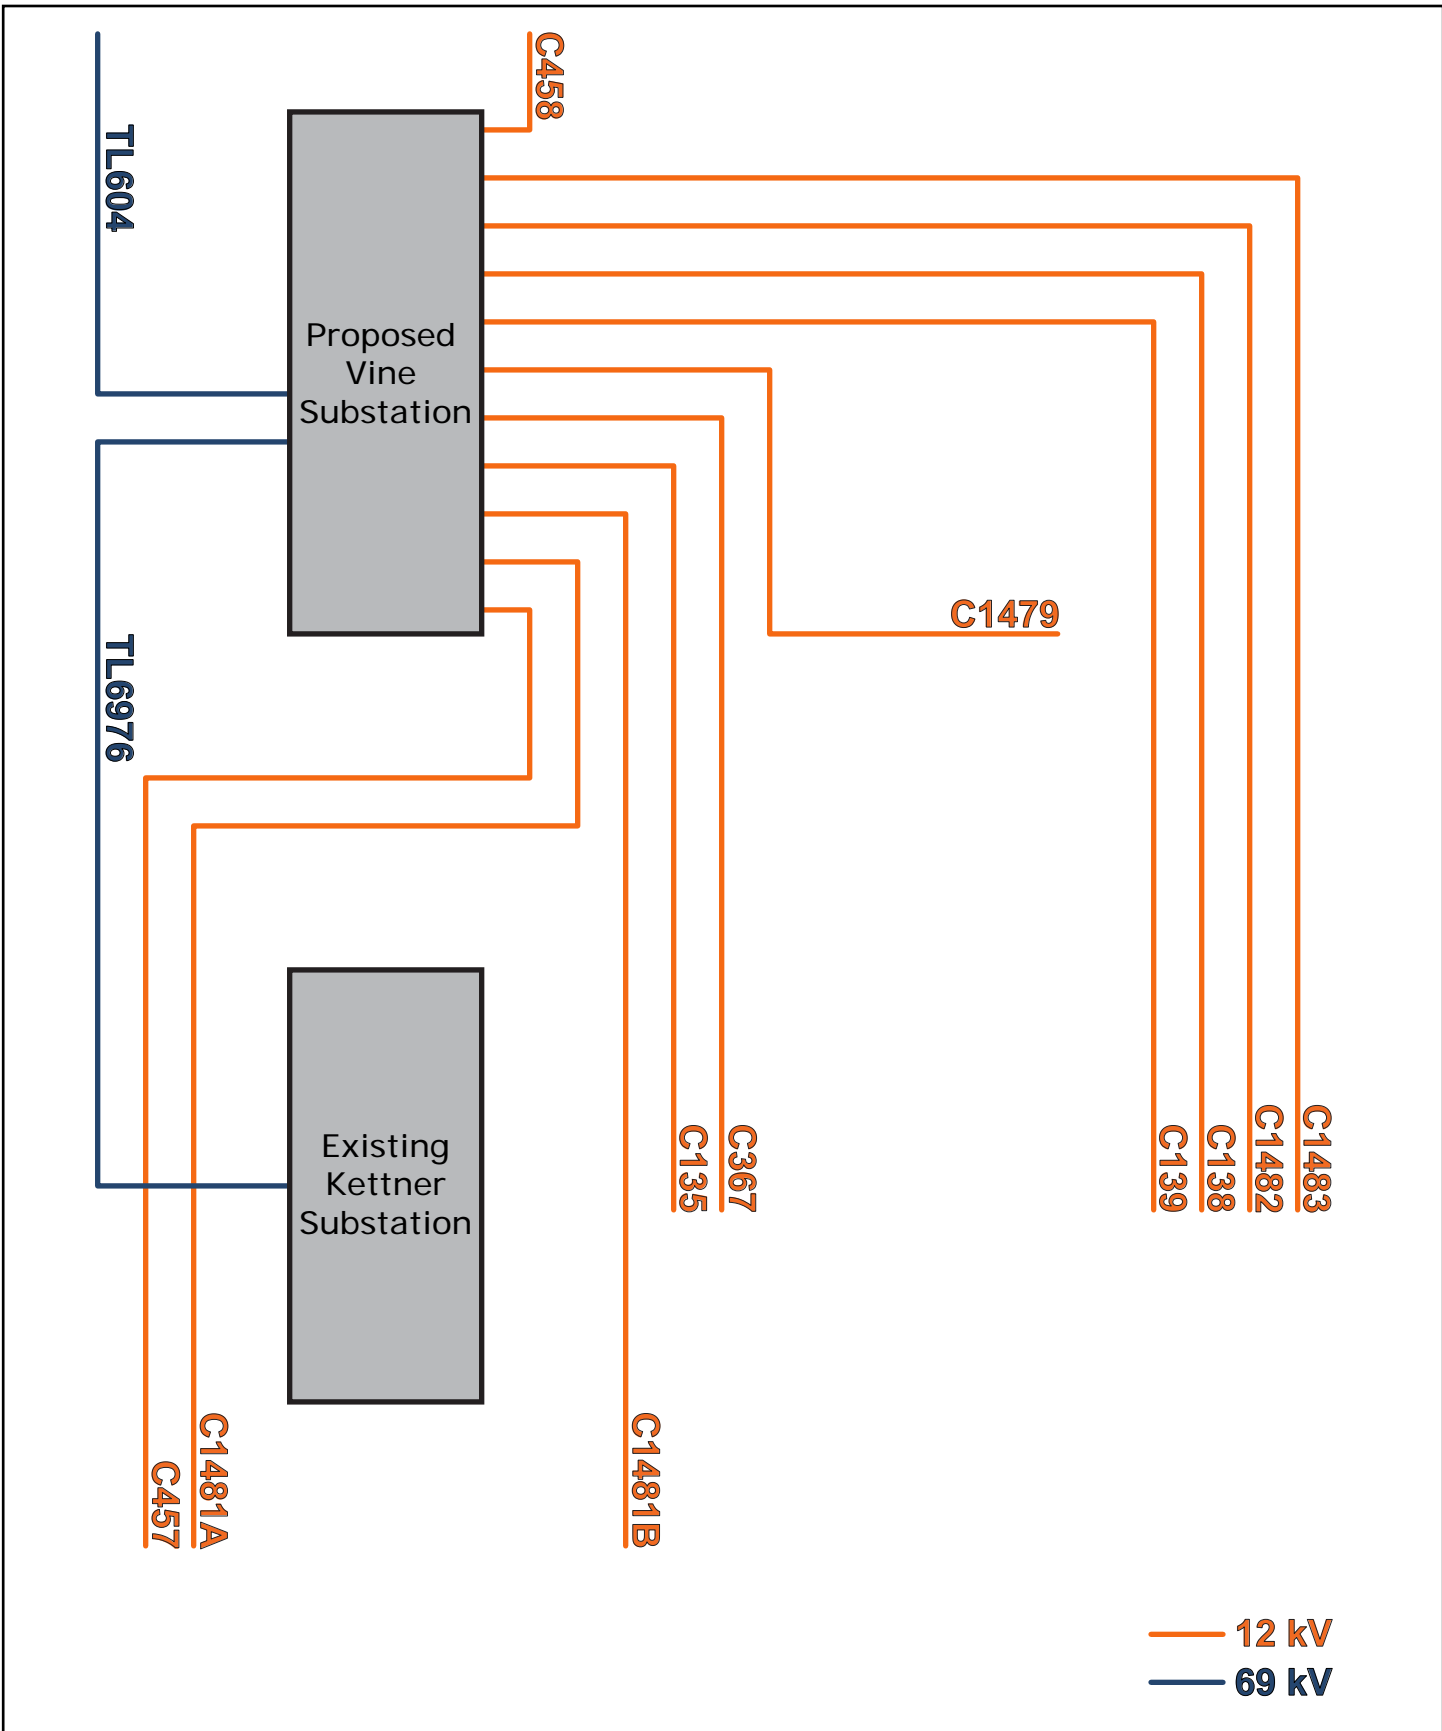 C458
TL604
Proposed
Vine
Substation
C1479
TL6976
C1483
C1482
C138
C139
C367
C135
Existing
Kettner
Substation
C1481A
C457
C1481B
12 kV
69 kV